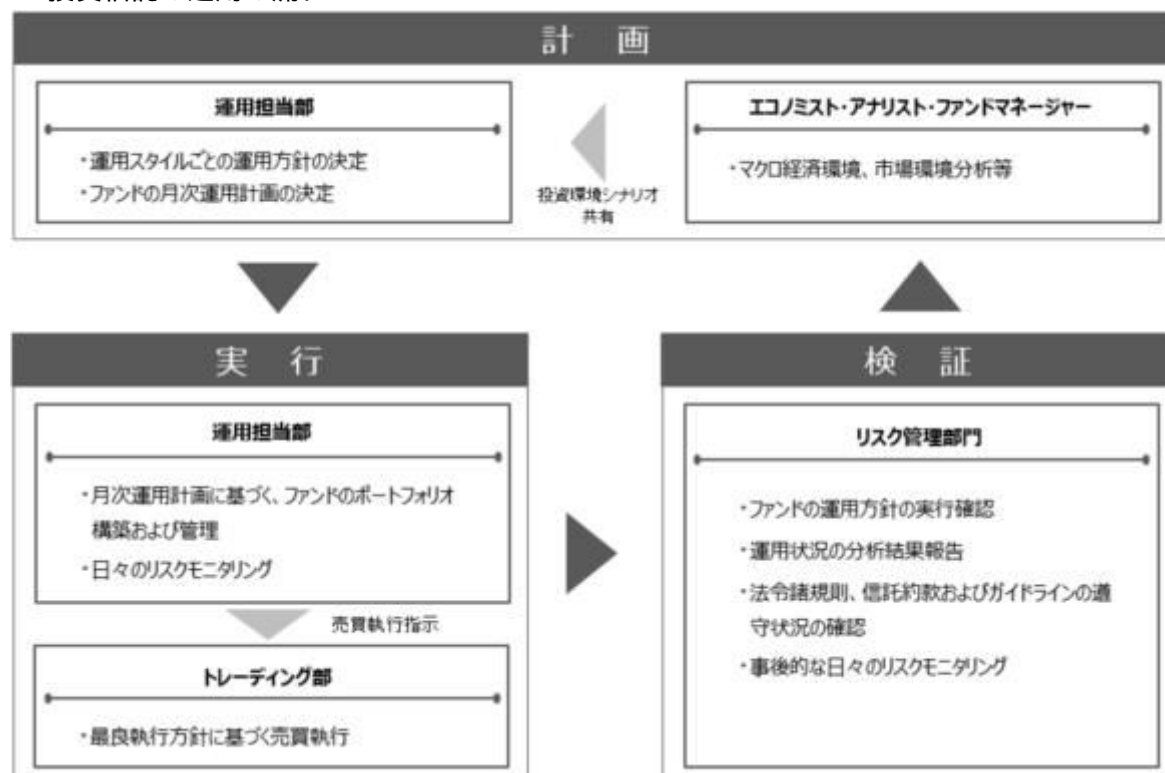 計 画
運用担当部
・運用スタイルごとの運用方針の決定
・ファンドの月次運用計画の決定
投資環境シナリオ
共有
エコノミスト・アナリスト・ファンドマネージャー
・マクロ経済環境、市場環境分析等
実 行
運用担当部
・月次運用計画に基づく、ファンドのポートフォリオ
構築および管理
・日々のリスクモニタリング
売買執行指示
トレーディング部
・最良執行方針に基づく売買執行
検 証
リスク管理部門
・ファンドの運用方針の実行確認
・運用状況の分析結果報告
・法令諸規則、信託約款およびガイドラインの遵
守状況の確認
・事後的な日々のリスクモニタリング